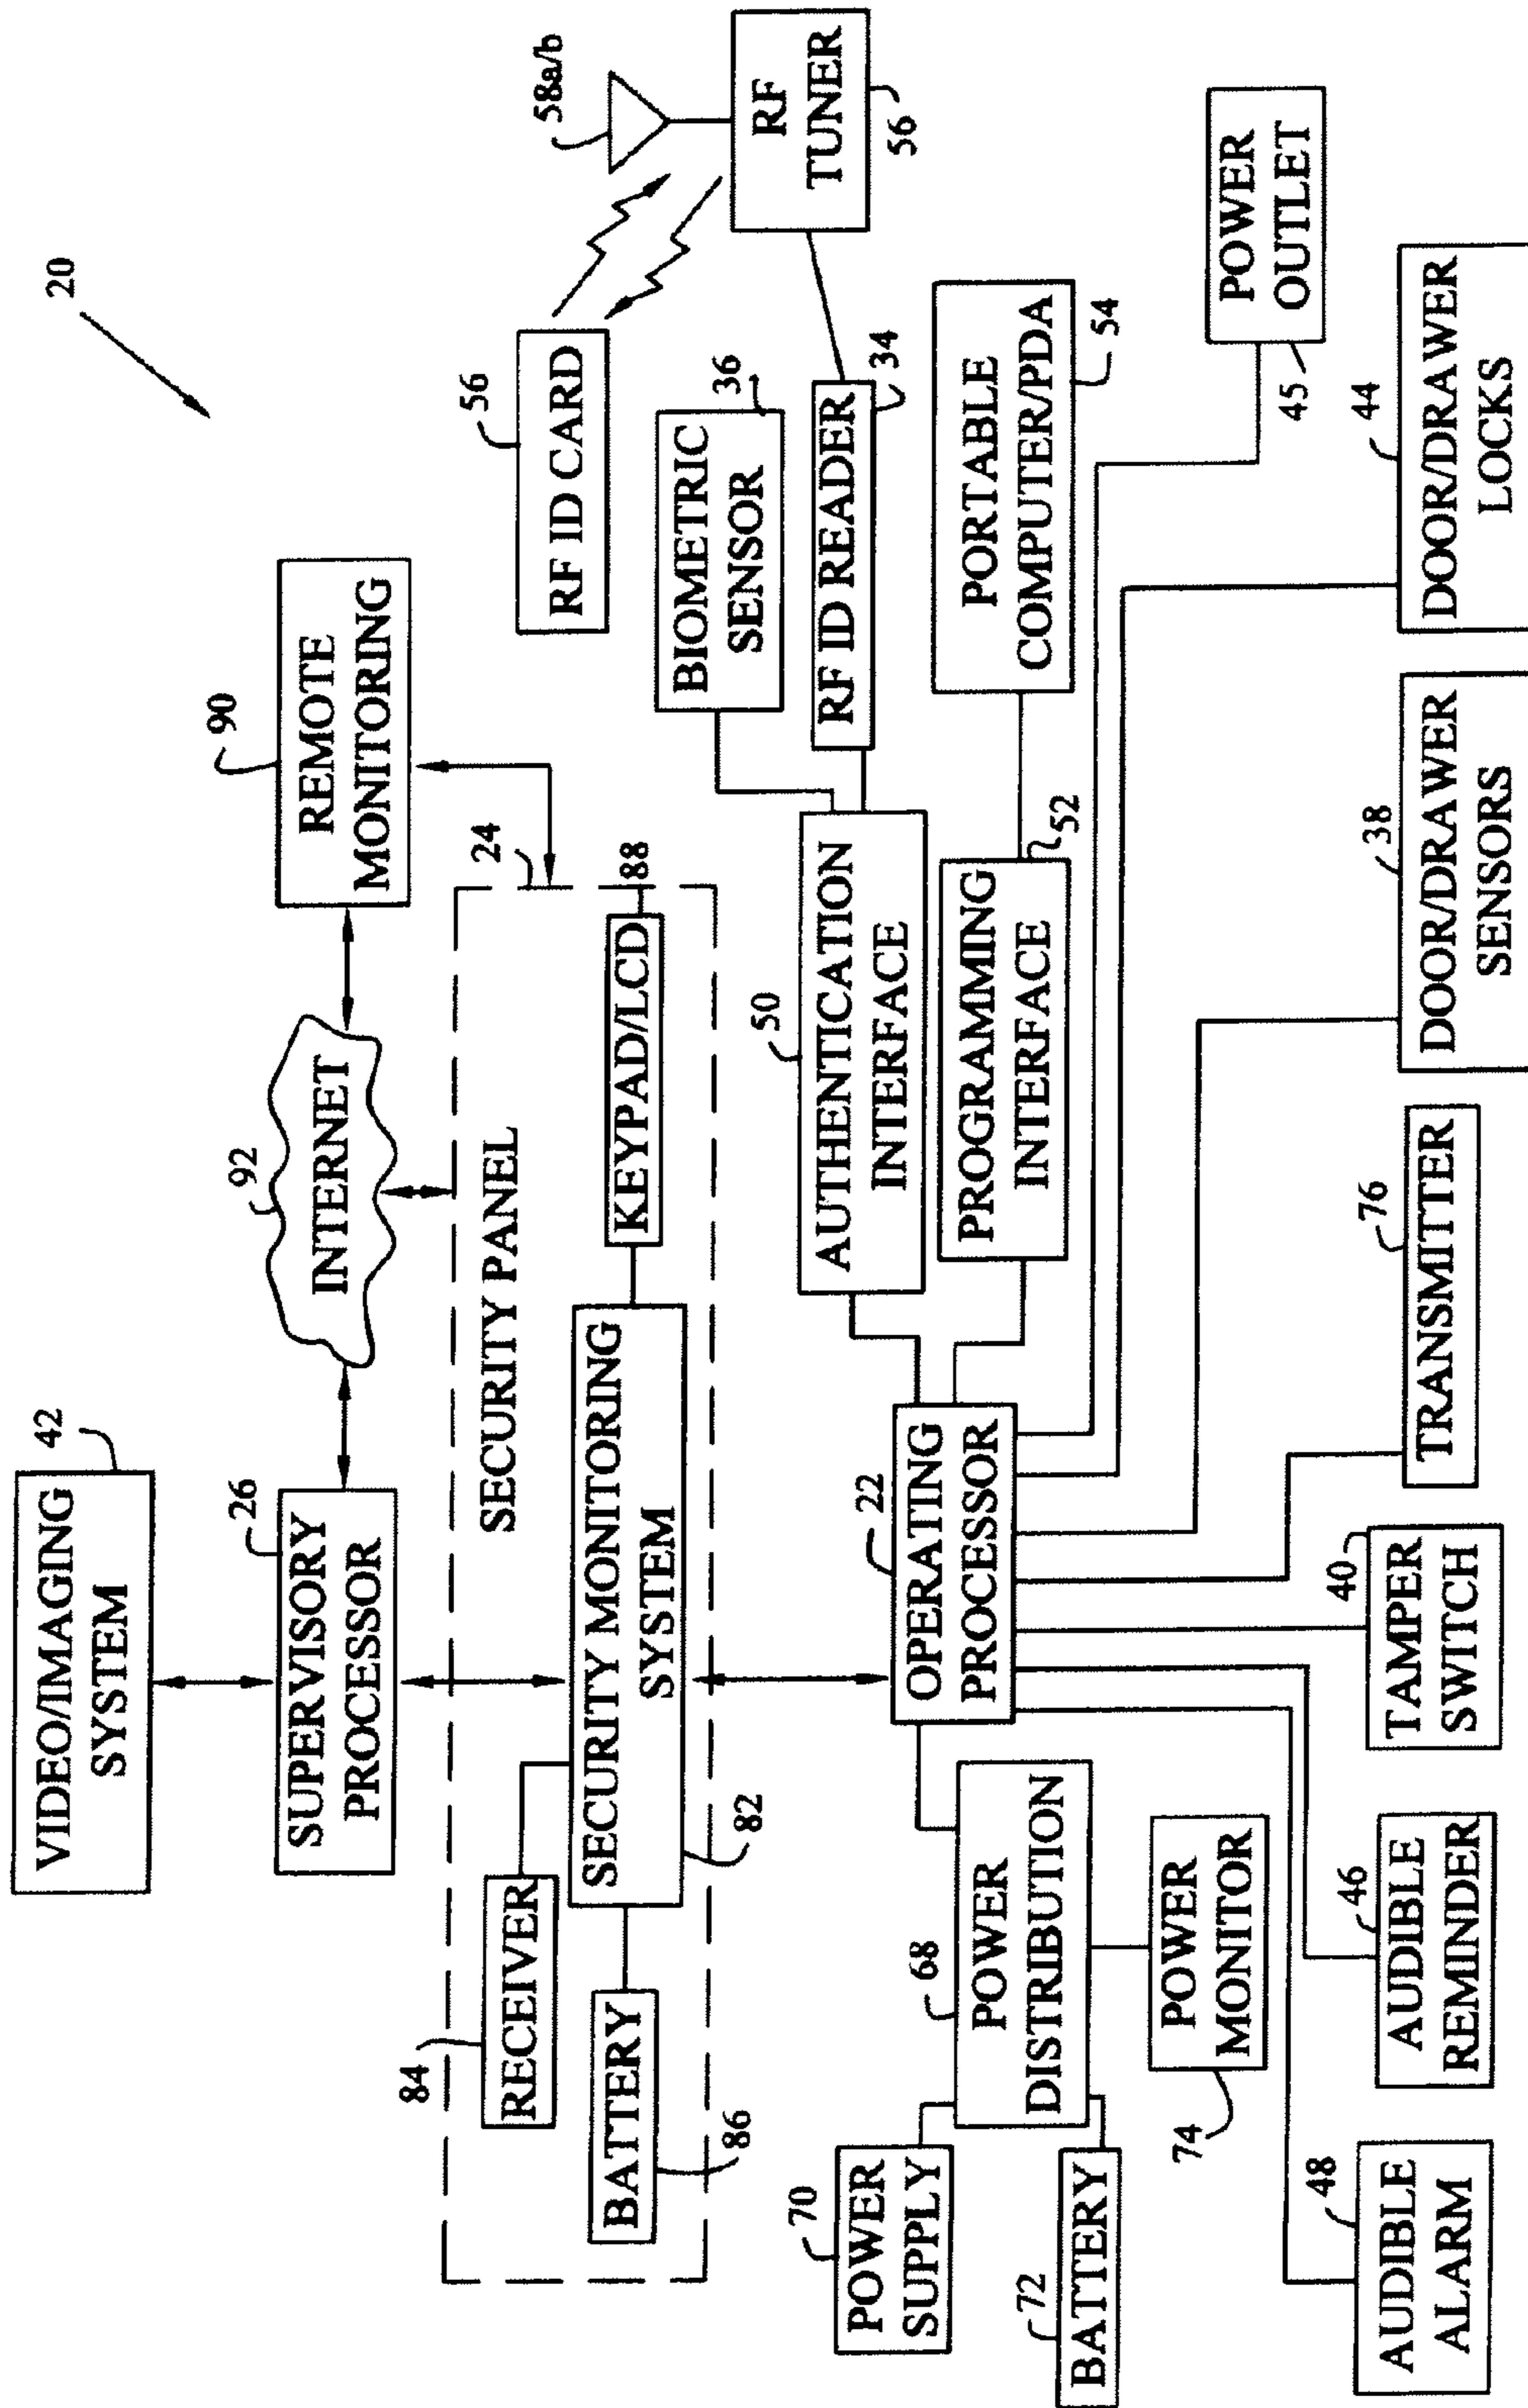 20
VIDEO/IMAGING
SYSTEM
42
SUPERVISORY
PROCESSOR
26
INTERNET
92
REMOTE
MONITORING
90
SECURITY PANEL
24
RECEIVER
84
BATTERY
86
SECURITY MONITORING
SYSTEM
82
KEYPAD/LCD
88
RF ID CARD
56
58a/b
RF
TUNER
56
BIOMETRIC
SENSOR
36
RF ID READER
34
AUTHENTICATION
INTERFACE
50
PROGRAMMING
INTERFACE
52
PORTABLE
COMPUTER/PDA
54
OPERATING
PROCESSOR
22
POWER
SUPPLY
70
BATTERY
72
POWER
DISTRIBUTION
68
POWER
MONITOR
74
POWER
OUTLET
45
AUDIBLE
ALARM
48
AUDIBLE
REMINDER
46
TAMPER
SWITCH
40
TRANSMITTER
76
DOOR/DRAWER
SENSORS
38
DOOR/DRAWER
LOCKS
44